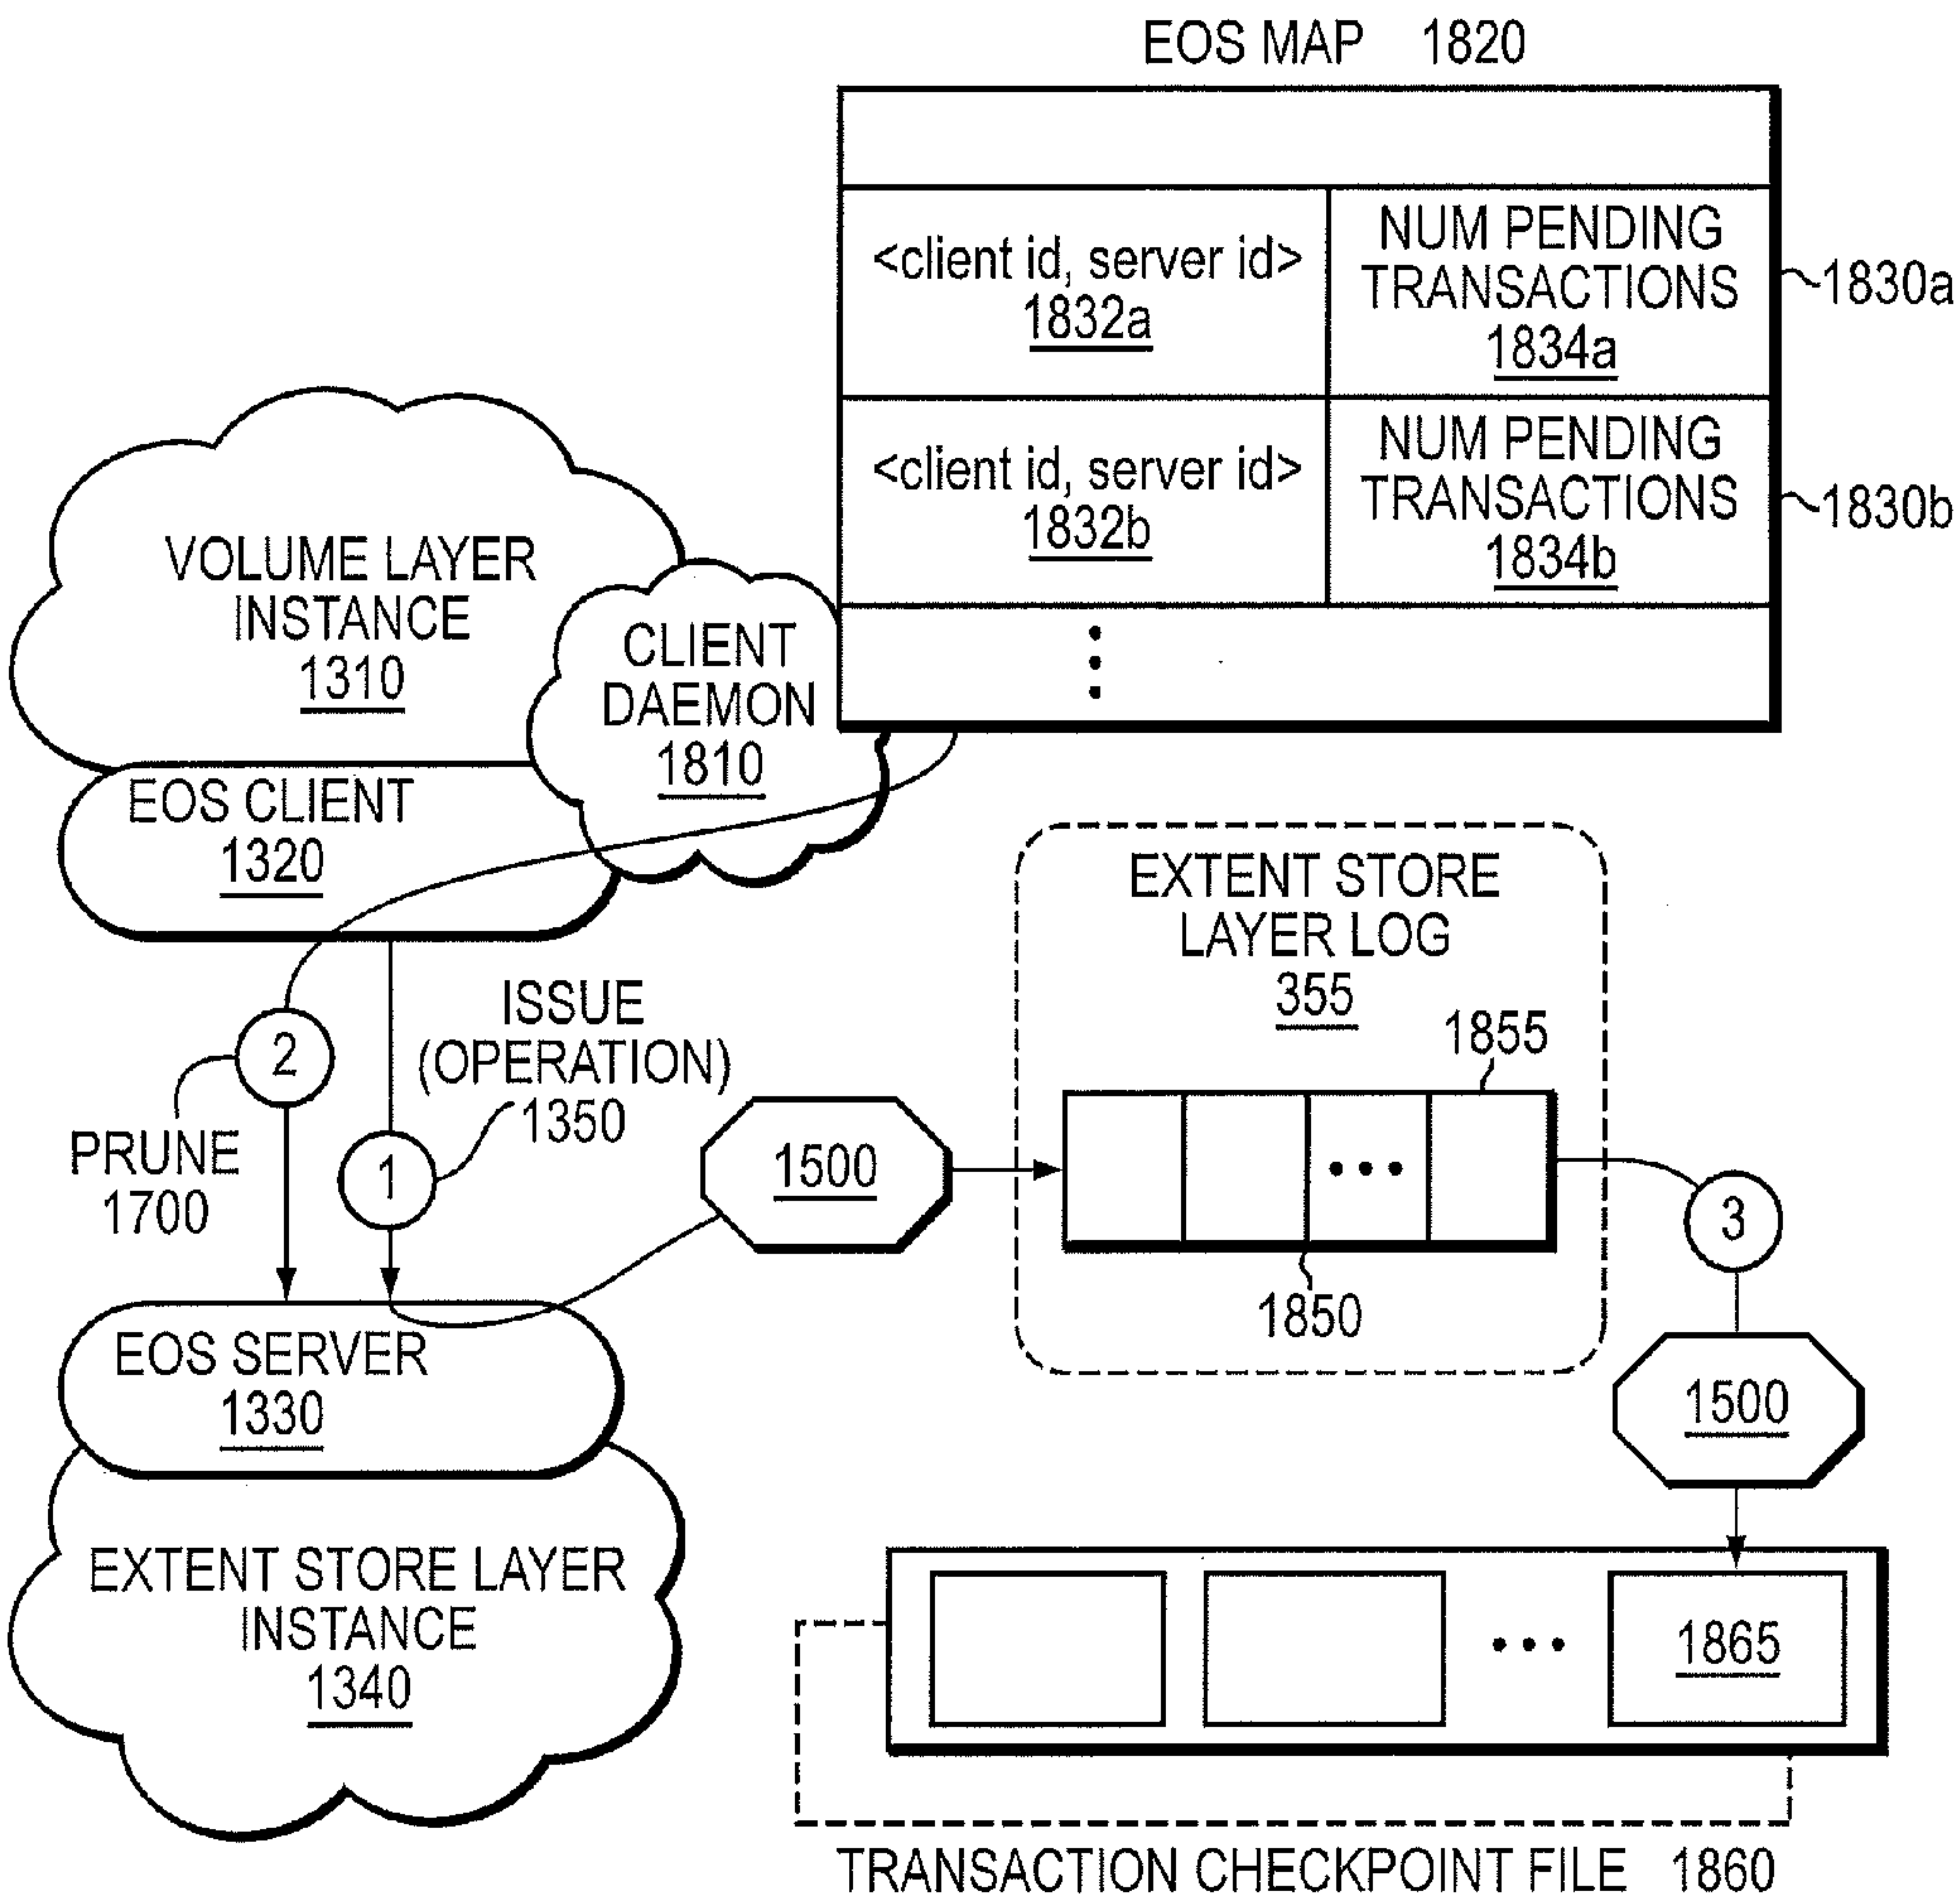 EOS MAP 1820
<client id, server id>
1832a
NUM PENDING
TRANSACTIONS
1834a
1830a
<client id, server id>
1832b
NUM PENDING
TRANSACTIONS
1834b
1830b
VOLUME LAYER
INSTANCE
1310
CLIENT
DAEMON
1810
EOS CLIENT
1320
EXTENT STORE
LAYER LOG
355
1855
1850
ISSUE
(OPERATION)
1350
2
1
PRUNE
1700
1500
3
1500
EOS SERVER
1330
EXTENT STORE LAYER
INSTANCE
1340
1865
TRANSACTION CHECKPOINT FILE 1860